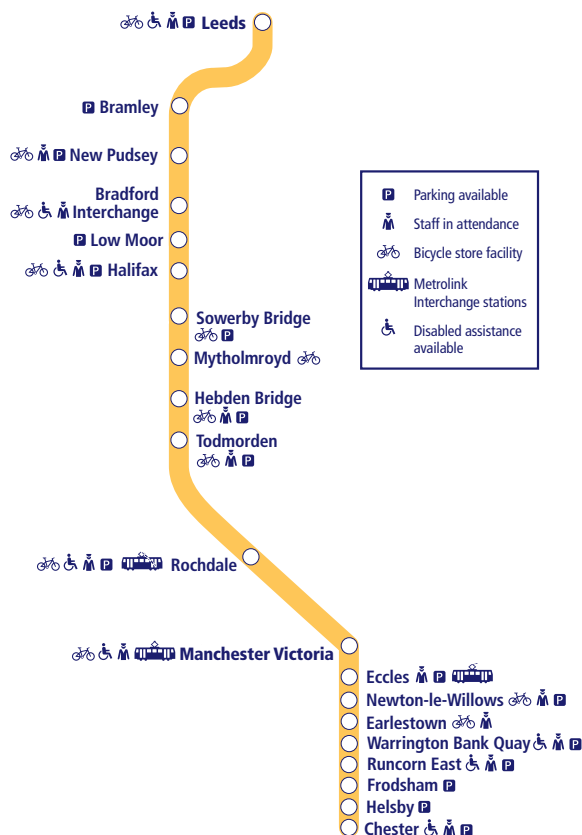 Leeds
P Bramley
New Pudsey
Bradford
Interchange
P Low Moor
Halifax
P Parking available
Staff in attendance
Bicycle store facility
Metrolink
Interchange stations
Disabled assistance
available
Sowerby Bridge
P
Mytholmroyd
Hebden Bridge
P
Todmorden
P
P Rochdale
Manchester Victoria
Eccles P
Newton-le-Willows P
Earlestown
Warrington Bank Quay P
Runcorn East P
Frodsham P
Helsby P
Chester P